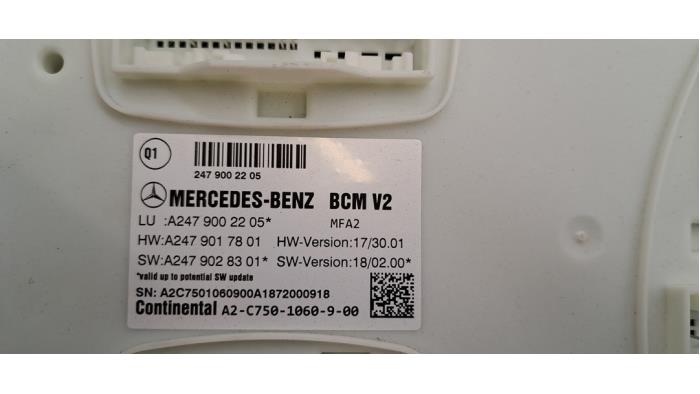 Q1
247 900 22 05
MERCEDES-BENZ BCM V2
LU :A247 900 22 05* MFA2
HW:A247 901 78 01 HW-Version:17/30.01
SW:A247 902 83 01* SW-Version:18/02.00*
*valid up to potential SW update
SN: A2C7501060900A1872000918
Continental A2-C750-1060-9-00